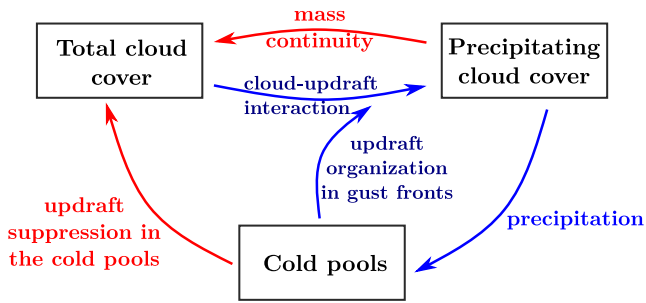 mass
continuity
Total cloud
cover
Precipitating
cloud cover
cloud-updraft
interaction
updraft
organization
in gust fronts
updraft
suppression in
the cold pools
precipitation
Cold pools